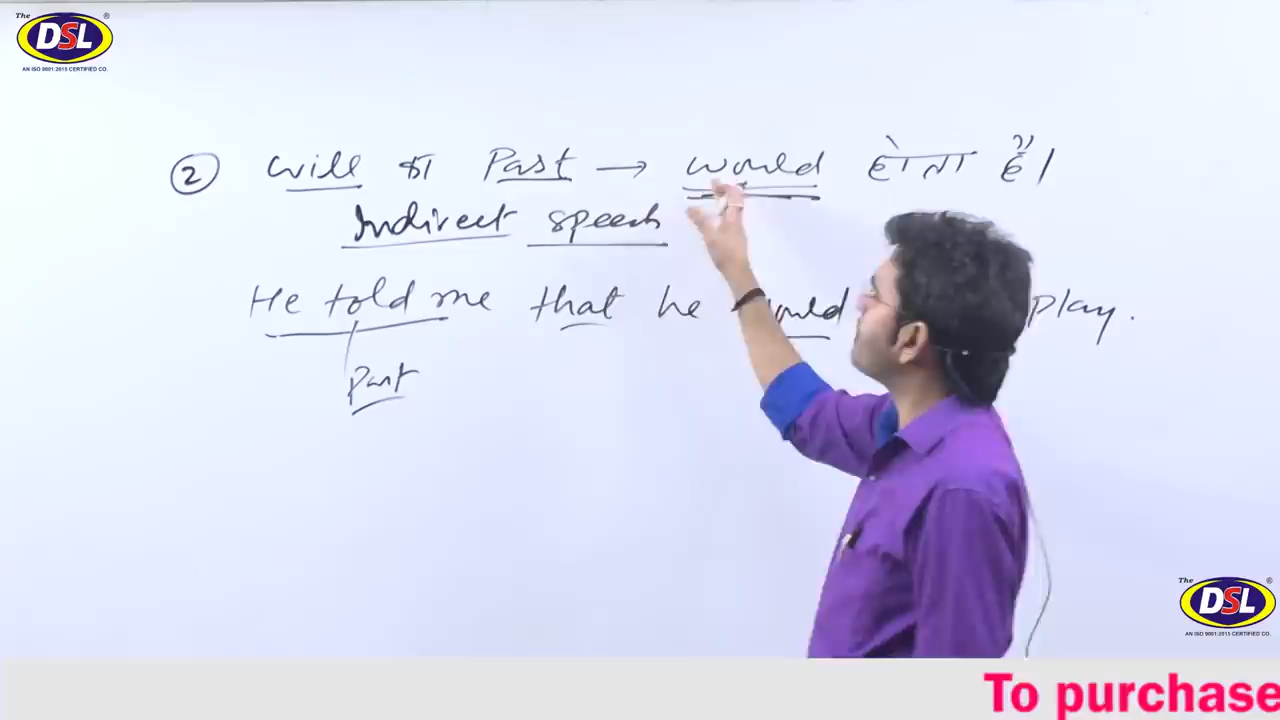 The DSL ®
AN ISO 9001:2015 CERTIFIED CO.
② will का Past → would होता हैं।
Indirect speech
He told me that he would play.
Past
The DSL ®
AN ISO 9001:2015 CERTIFIED CO.
To purchase